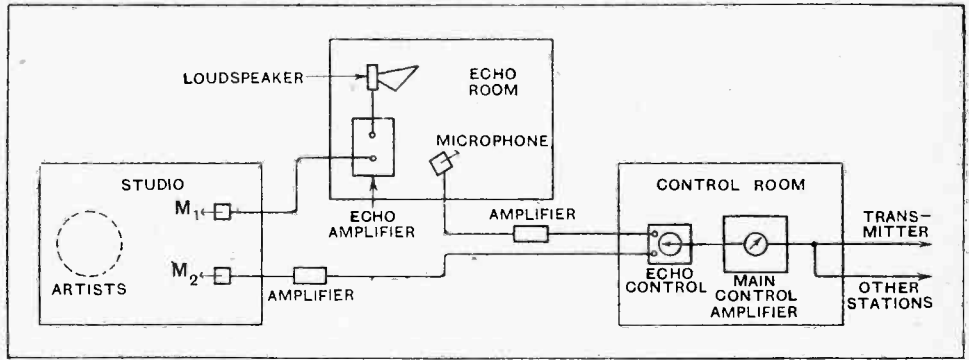 LOUDSPEAKER
ECHO
ROOM
MICROPHONE
STUDIO
M1
ECHO
AMPLIFIER
AMPLIFIER
CONTROL ROOM
TRANS-
MITTER
M2
ARTISTS
AMPLIFIER
ECHO
CONTROL
MAIN
CONTROL
AMPLIFIER
OTHER
STATIONS